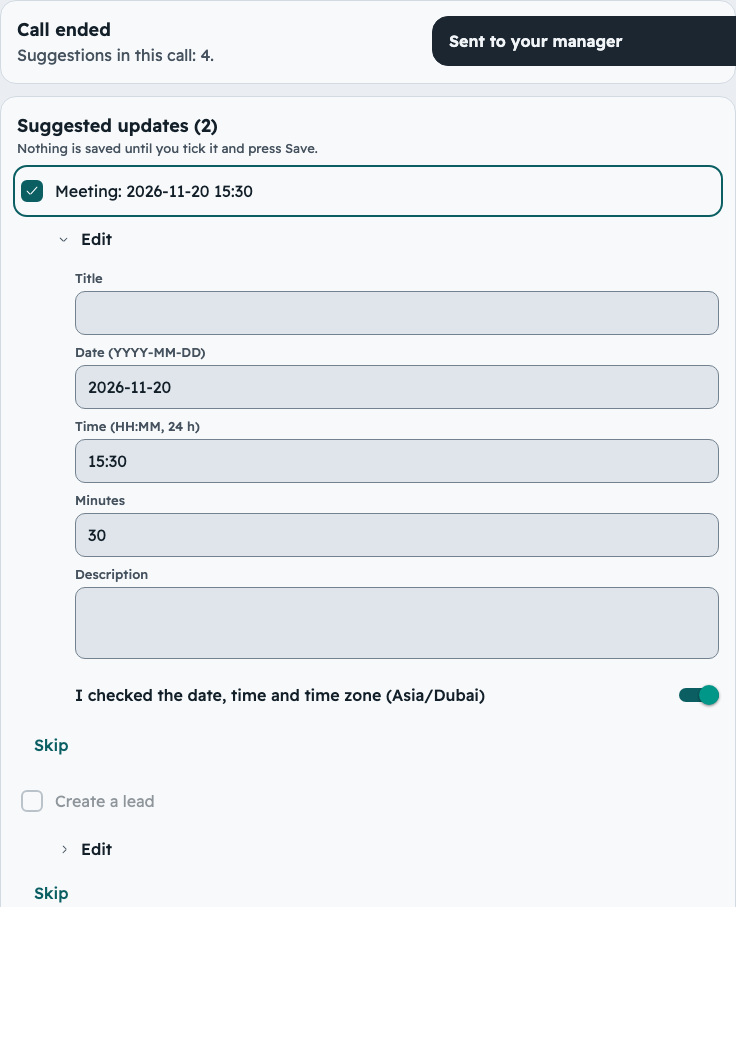 Call ended
Suggestions in this call: 4.
Sent to your manager
Suggested updates (2)
Nothing is saved until you tick it and press Save.
Meeting: 2026-11-20 15:30
Edit
Title
Date (YYYY-MM-DD)
2026-11-20
Time (HH:MM, 24 h)
15:30
Minutes
30
Description
I checked the date, time and time zone (Asia/Dubai)
Skip
Create a lead
Edit
Skip